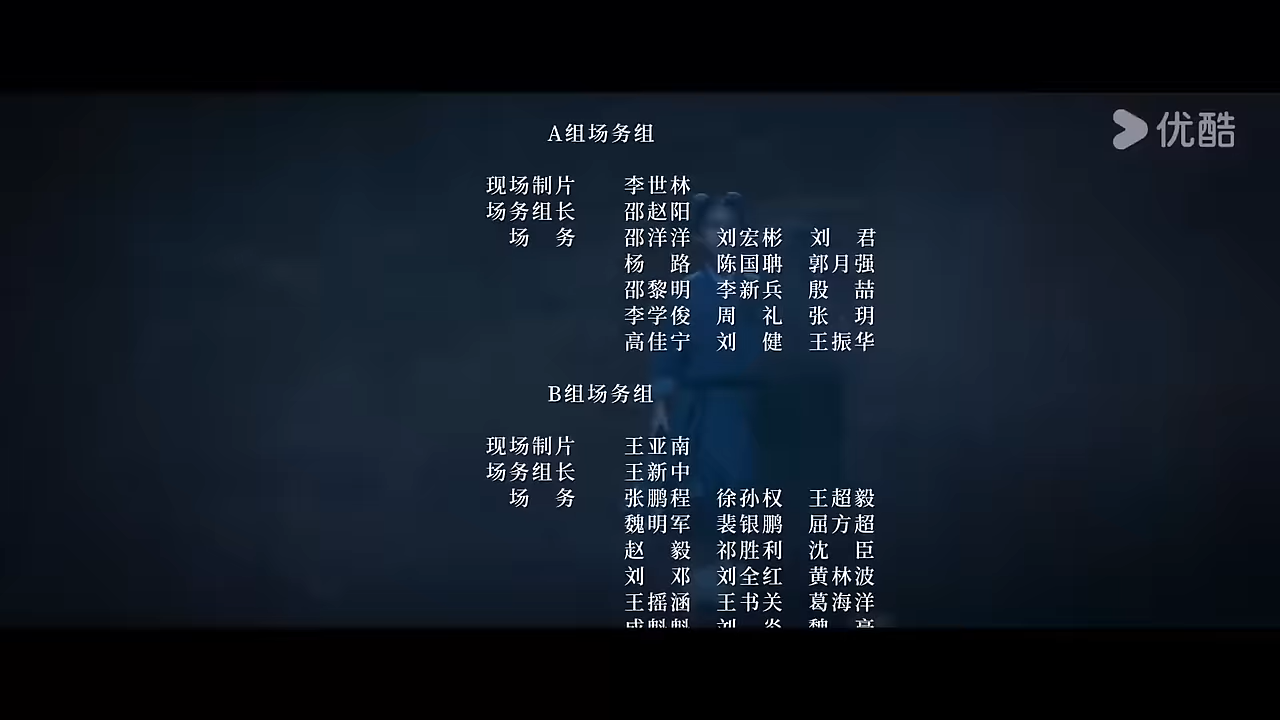 优酷
A组场务组
现场制片 李世林
场务组长 邵赵阳
场 务 邵洋洋 刘宏彬 刘 君
杨 路 陈国聃 郭月强
邵黎明 李新兵 殷 喆
李学俊 周 礼 张 玥
高佳宁 刘 健 王振华
B组场务组
现场制片 王亚南
场务组长 王新中
场 务 张鹏程 徐孙权 王超毅
魏明军 裴银鹏 屈方超
赵 毅 祁胜利 沈 臣
刘 邓 刘全红 黄林波
王摇涵 王书关 葛海洋